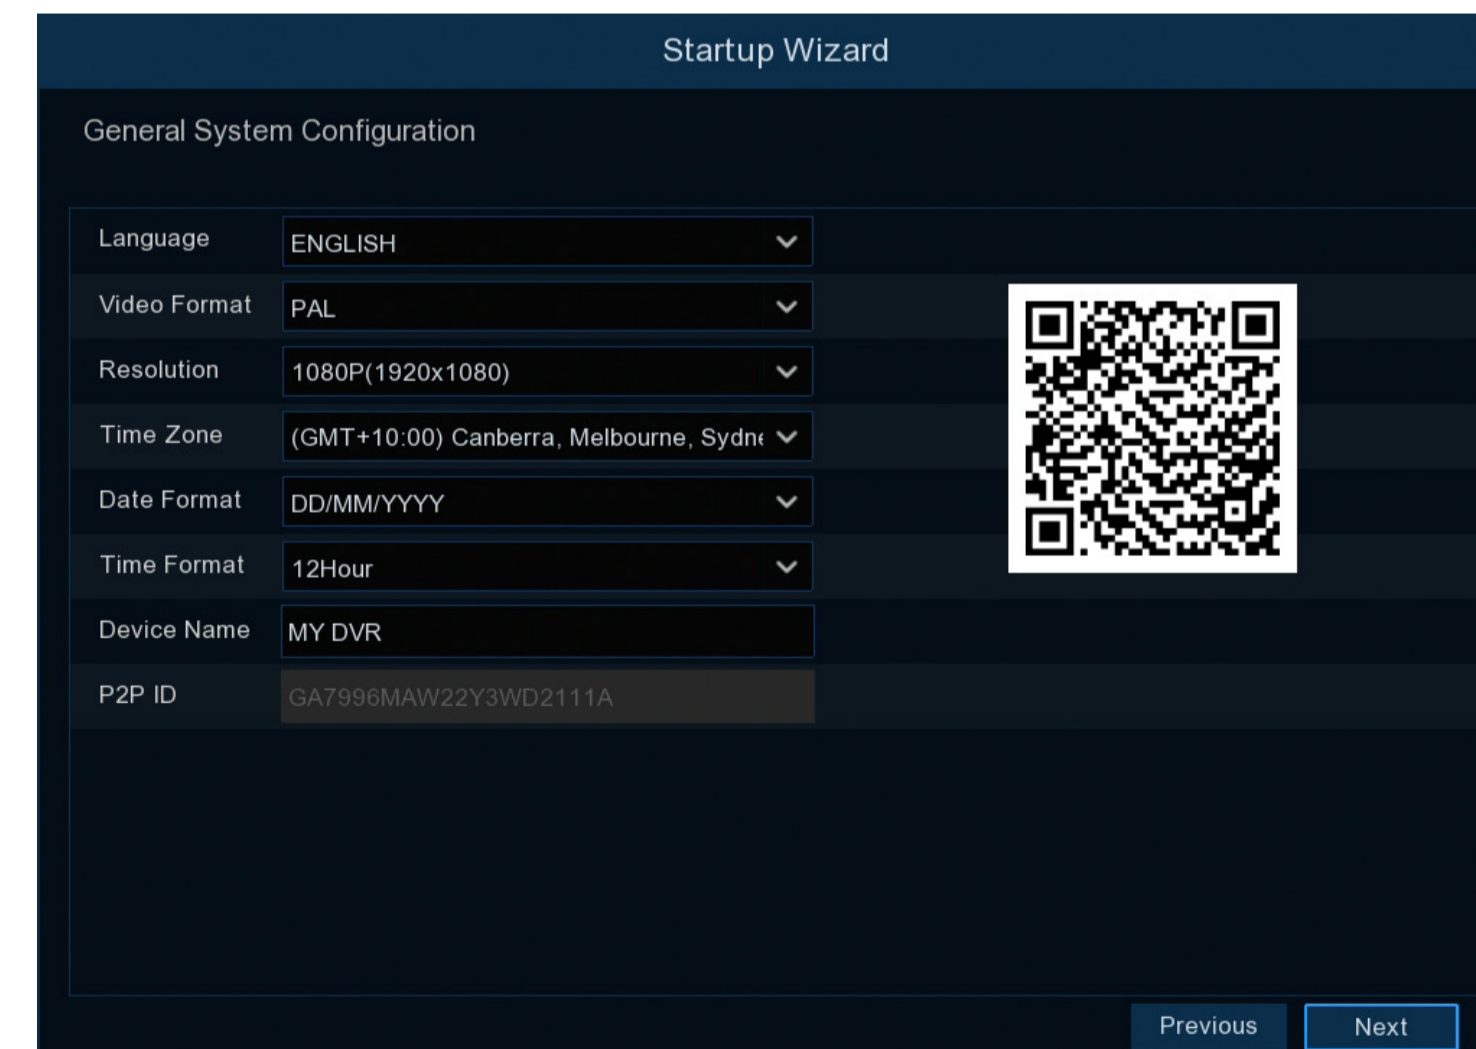 Startup Wizard
General System Configuration
Language ENGLISH
Video Format PAL
Resolution 1080P(1920x1080)
Time Zone (GMT+10:00) Canberra, Melbourne, Sydne
Date Format DD/MM/YYYY
Time Format 12Hour
Device Name MY DVR
P2P ID GA7996MAW22Y3WD2111A
Previous Next